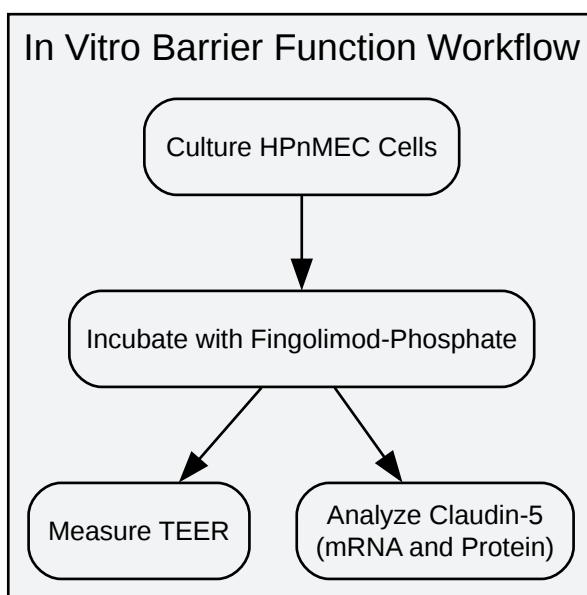 In Vitro Barrier Function Workflow
Culture HPnMEC Cells
Incubate with Fingolimod-Phosphate
Measure TEER
Analyze Claudin-5
(mRNA and Protein)